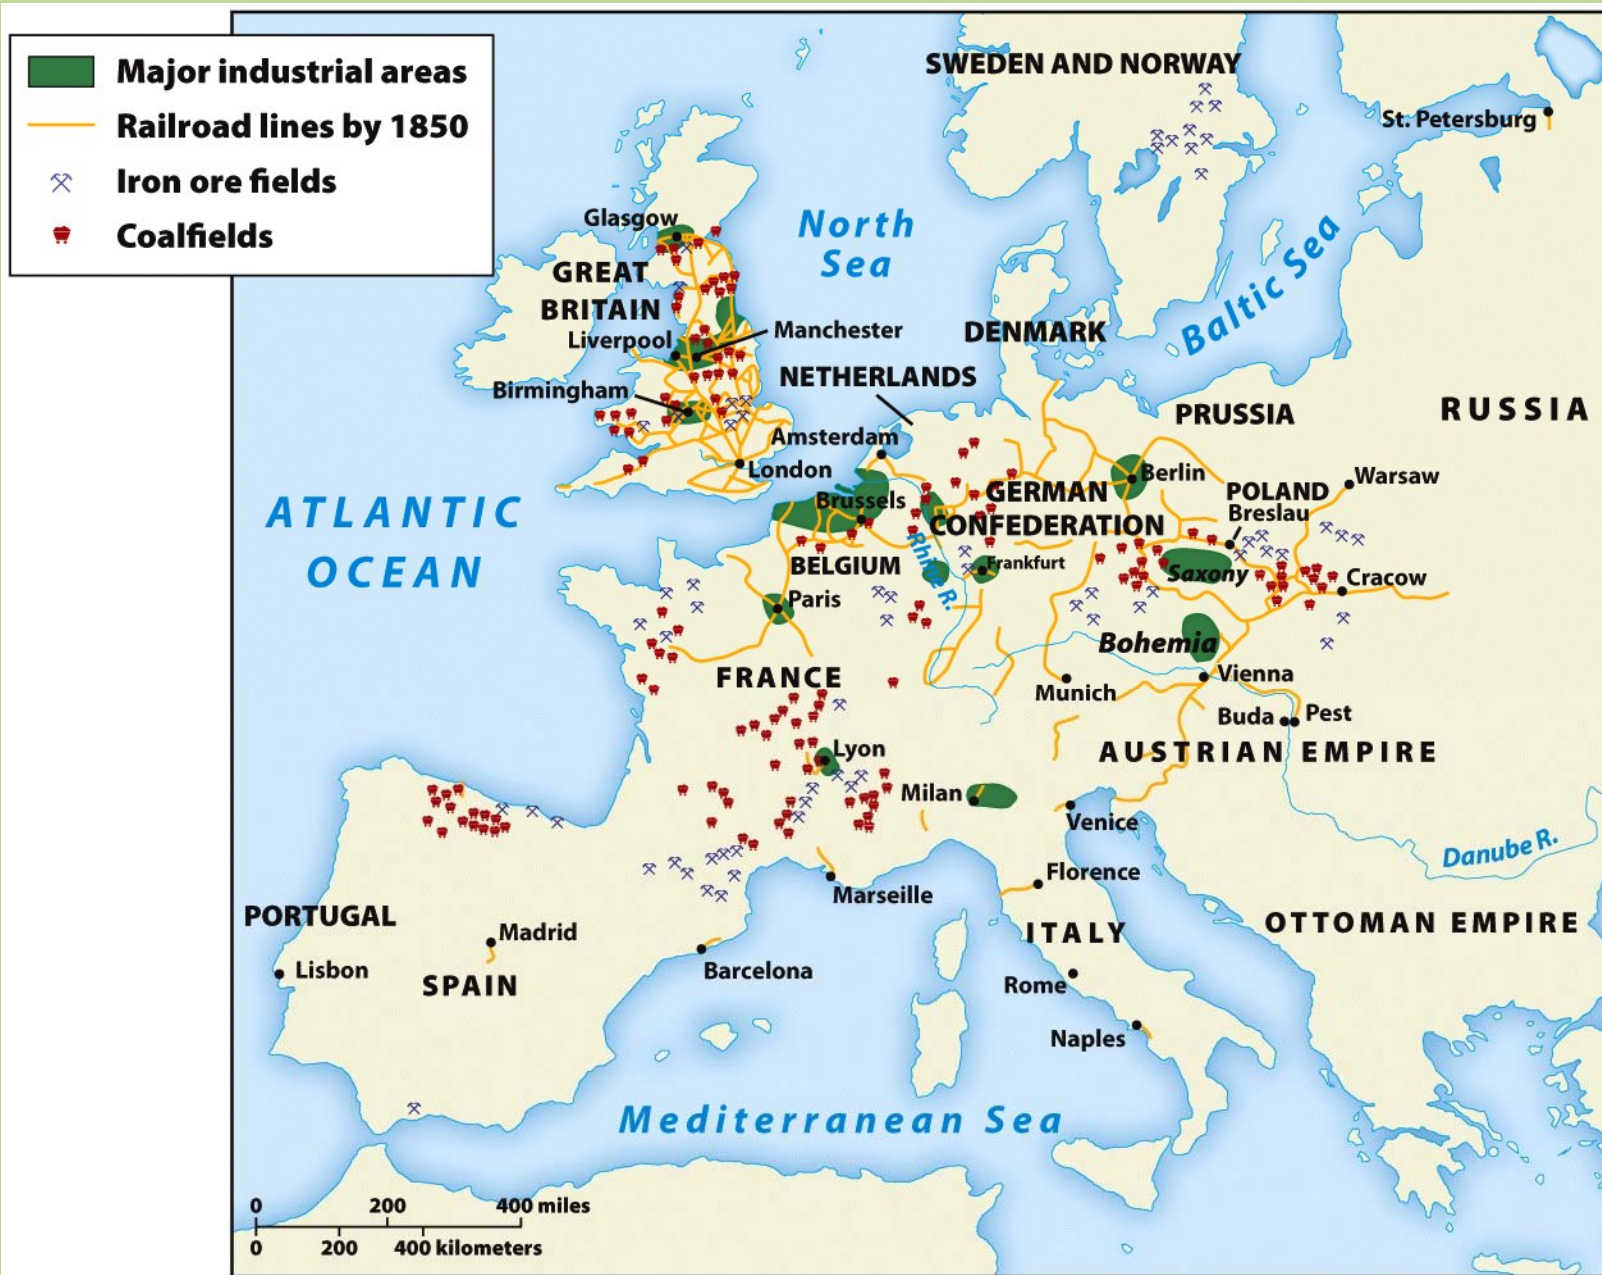 Major industrial areas
Railroad lines by 1850
Iron ore fields
Coalfields
SWEDEN AND NORWAY
St. Petersburg
Glasgow
North
Sea
GREAT
BRITAIN
Baltic Sea
Liverpool
Manchester
DENMARK
NETHERLANDS
Birmingham
PRUSSIA
RUSSIA
Amsterdam
London
Berlin
Warsaw
ATLANTIC
OCEAN
Brussels
GERMAN
CONFEDERATION
POLAND
Breslau
Rhine R.
BELGIUM
Frankfurt
Saxony
Cracow
Paris
Bohemia
FRANCE
Munich
Vienna
Buda
Pest
Lyon
AUSTRIAN EMPIRE
Milan
Venice
Danube R.
Marseille
Florence
PORTUGAL
Madrid
ITALY
OTTOMAN EMPIRE
Lisbon
SPAIN
Barcelona
Rome
Naples
Mediterranean Sea
0 200 400 miles
0 200 400 kilometers